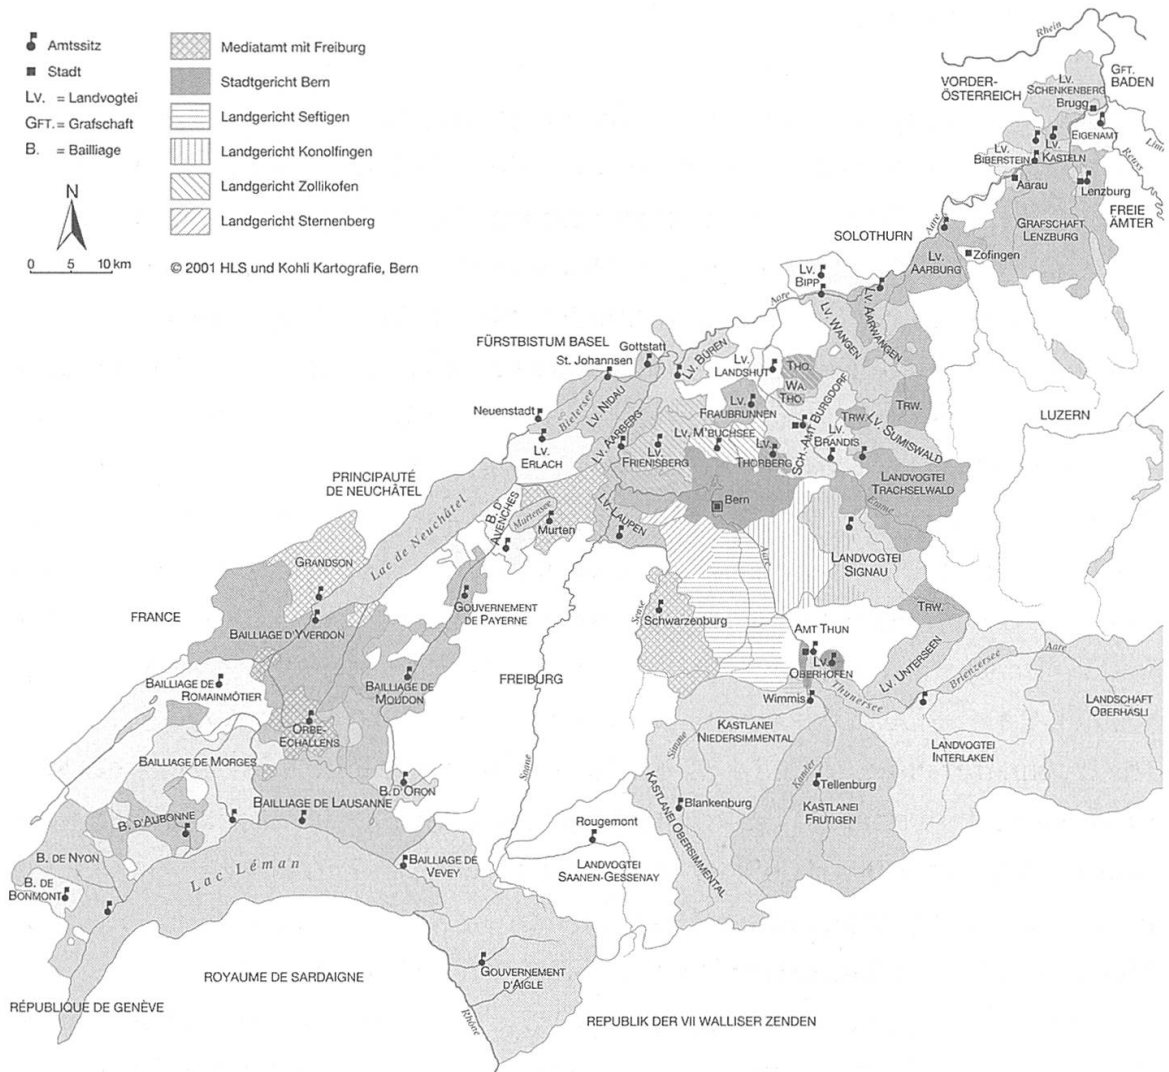 Amtssitz
Stadt
LV. = Landvogtei
GFT. = Grafschaft
B. = Bailliage
N
0 5 10 km
Mediatamt mit Freiburg
Stadtgericht Bern
Landgericht Seftigen
Landgericht Konolfingen
Landgericht Zollikofen
Landgericht Sternenberg
© 2001 HLS und Kohli Kartografie, Bern
Rhein
VORDER-
ÖSTERREICH
GFT.
BADEN
LV.
SCHENKENBERG
Brugg
EIGENAMT
LV.
BIBERSTEIN
LV.
KASTELN
Reuss
Aarau
Lenzburg
FREIE
ÄMTER
GRAFSCHAFT
LENZBURG
SOLOTHURN
Aare
Zofingen
LV.
AARBURG
LV.
BIPP
Aare
LV. WANGEN
LV. AARWANGEN
FÜRSTBISTUM BASEL
Gottstatt
St. Johannsen
LV. BÜREN
LV.
LANDSHUT
THO.
WA.
THO.
Neuenstadt
Bielersee
LV. NIDAU
LV.
FRAUBRUNNEN
SCH.-AMT BURGDORF
TRW.
TRW.
LUZERN
LV.
ERLACH
LV. AARBERG
LV.
FRIENISBERG
LV. M'BUCHSEE
LV.
THORBERG
LV.
BRANDIS
LV. SUMISWALD
PRINCIPAUTÉ
DE NEUCHÂTEL
LANDVOGTEI
TRACHSELWALD
Lac de Neuchâtel
B. D'
AVENCHES
Murtensee
Murten
LV. LAUPEN
Bern
Emme
Aare
LANDVOGTEI
SIGNAU
GRANDSON
FRANCE
BAILLIAGE D'YVERDON
GOUVERNEMENT
DE PAYERNE
Sense
Schwarzenburg
TRW.
AMT THUN
LV.
OBERHOFEN
LV. UNTERSEEN
Brienzersee
Aare
BAILLIAGE DE
ROMAINMÔTIER
BAILLIAGE DE
MOUDON
FREIBURG
Wimmis
Thunersee
LANDSCHAFT
OBERHASLI
ORBE-
ECHALLENS
KASTLANEI
NIEDERSIMMENTAL
LANDVOGTEI
INTERLAKEN
BAILLIAGE DE MORGES
Saane
Simme
Kander
B. D'ORON
Tellenburg
BAILLIAGE DE LAUSANNE
B. D'AUBONNE
KASTLANEI OBERSIMMENTAL
Blankenburg
KASTLANEI
FRUTIGEN
Rougemont
B. DE NYON
Lac Léman
BAILLIAGE DE
VEVEY
LANDVOGTEI
SAANEN-GESSENAY
B. DE
BONMONT
ROYAUME DE SARDAIGNE
GOUVERNEMENT
D'AIGLE
RÉPUBLIQUE DE GENÈVE
Rhône
REPUBLIK DER VII WALLISER ZENDEN